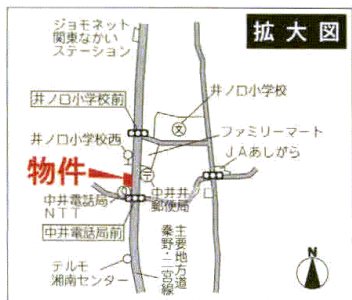 拡大図
ジョモネット
関東なかい
ステーション
井ノ口小学校前
井ノ口小学校
文
井ノ口小学校西
ファミリーマート
JAあしがら
物件
中井電話局
NTT
中井井
郵便局
中井電話局前
主要地方道
秦野・二宮線
テルモ
湘南センター
N